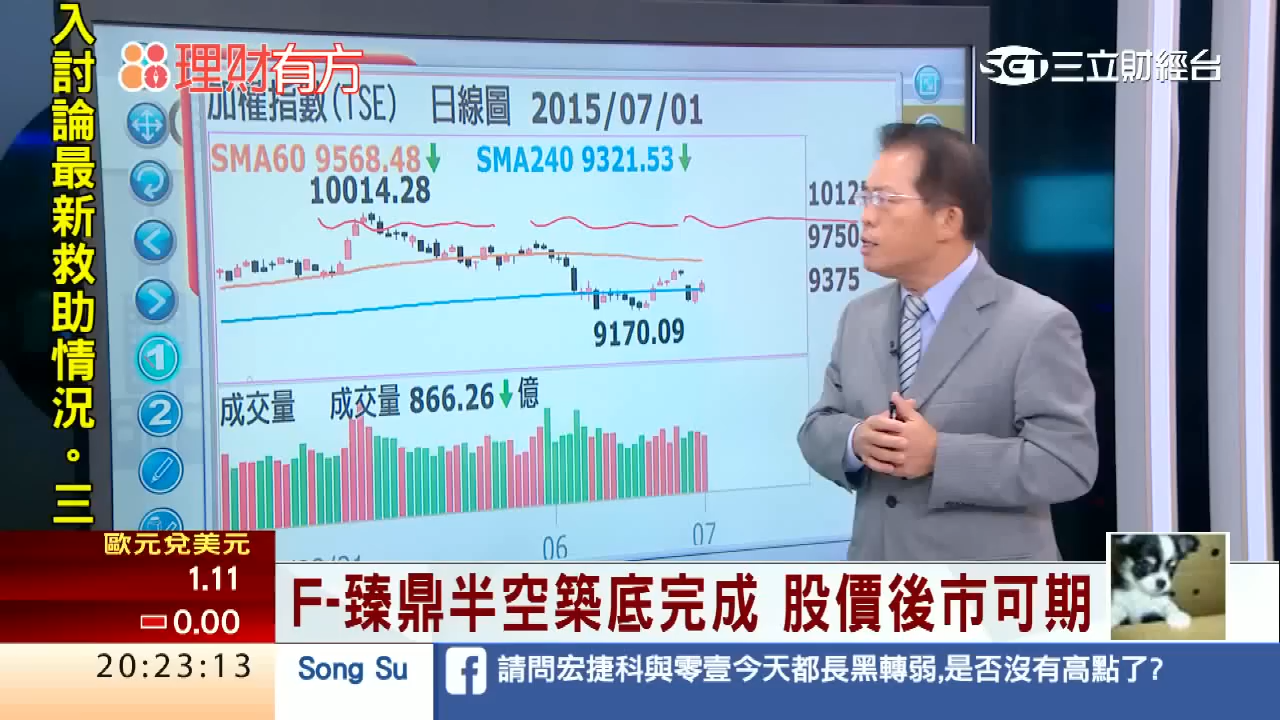 入討論最新救助情況。三
理財有方
SET三立財經台
加權指數(TSE) 日線圖 2015/07/01
SMA60 9568.48↓ SMA240 9321.53↓
10014.28
1012
9750
9375
9170.09
成交量 成交量 866.26↓億
1
2
06 07
歐元兌美元
1.11
0.00
F-臻鼎半空築底完成 股價後市可期
20:23:13
Song Su
f 請問宏捷科與零壹今天都長黑轉弱,是否沒有高點了?